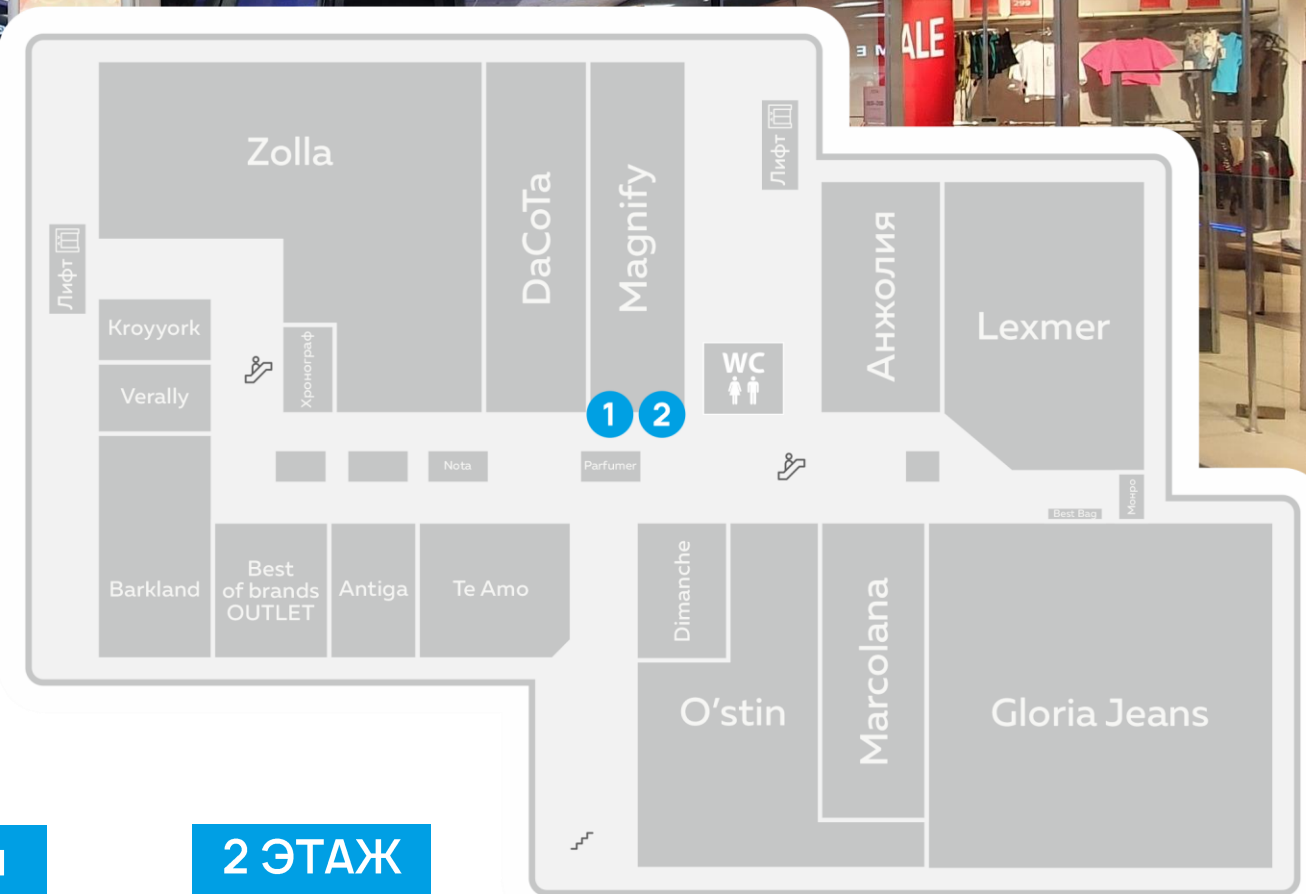 ALE
Zolla
DaCoTa
Magnify
Лифт
Анжолия
Lexmer
Лифт
Kroyyork
Verally
Хронограф
WC
1
2
Nota
Parfumer
Best Bag
Монро
Barkland
Best
of brands
OUTLET
Antiga
Te Amo
Dimanche
O'stin
Marcolana
Gloria Jeans
2 ЭТАЖ